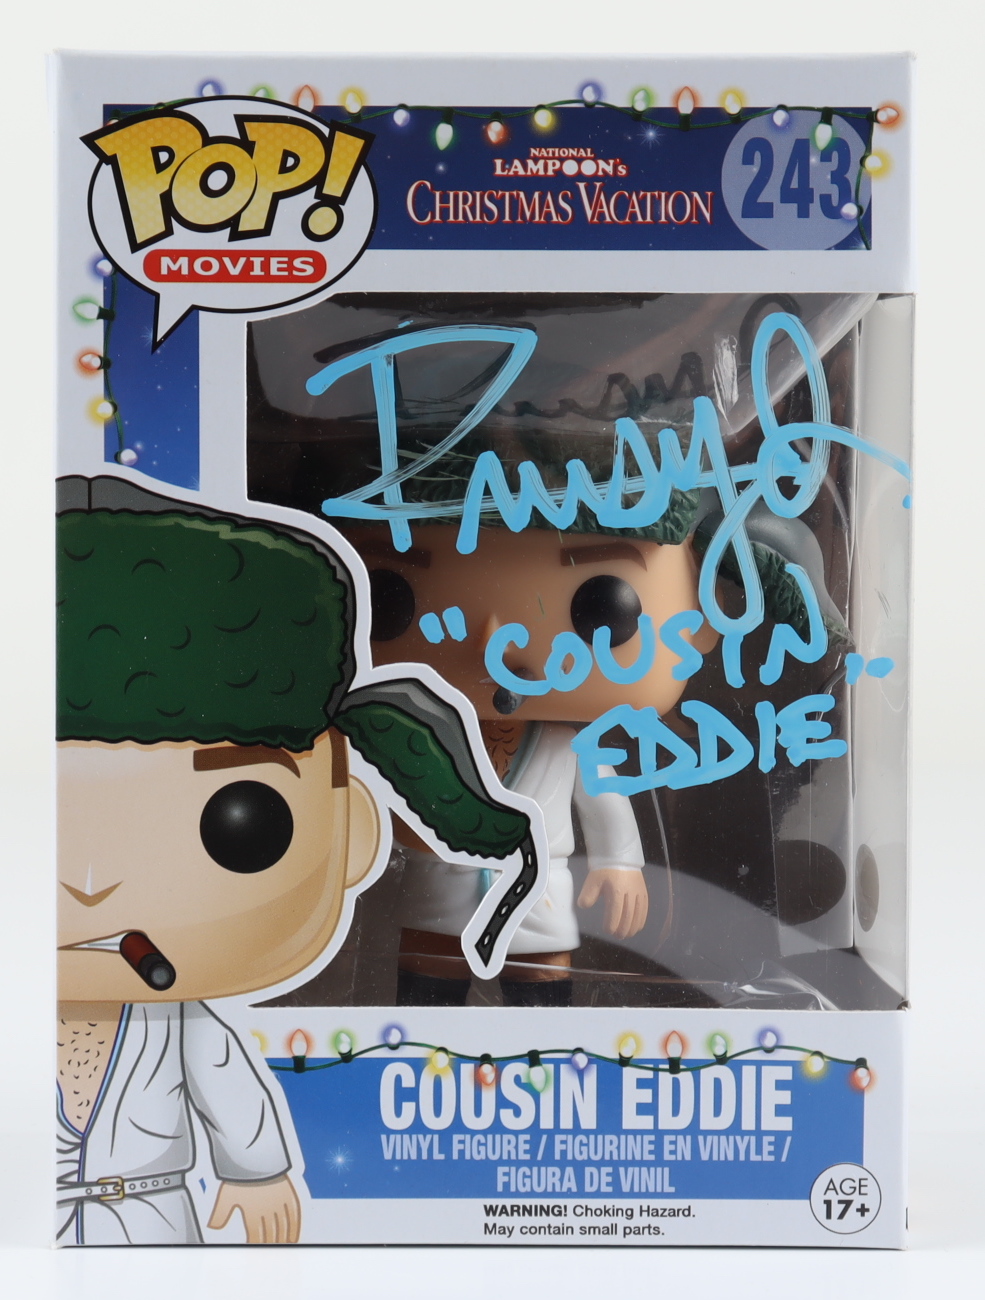 POP!
MOVIES
NATIONAL
LAMPOON's
CHRISTMAS VACATION
243
"COUSIN
EDDIE"
COUSIN EDDIE
VINYL FIGURE / FIGURINE EN VINYLE /
FIGURA DE VINIL
WARNING! Choking Hazard.
May contain small parts.
AGE
17+